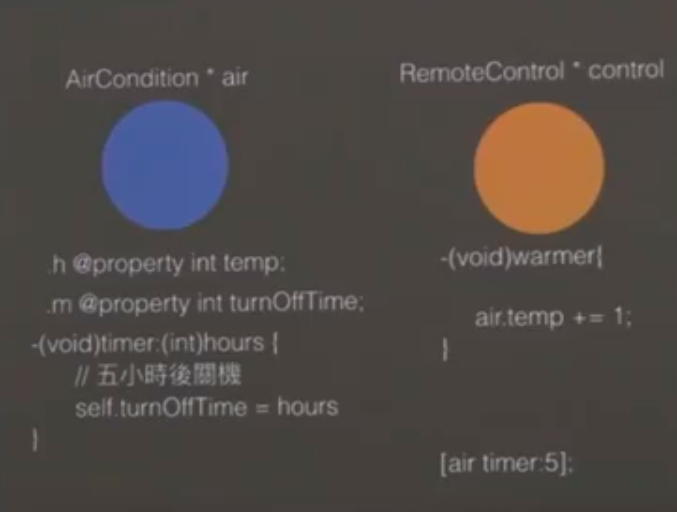 AirCondition * air
.h @property int temp;
.m @property int turnOffTime;
-(void)timer:(int)hours {
// 五小時後關機
self.turnOffTime = hours
}
RemoteControl * control
-(void)warmer{
air.temp += 1;
}
[air timer:5];